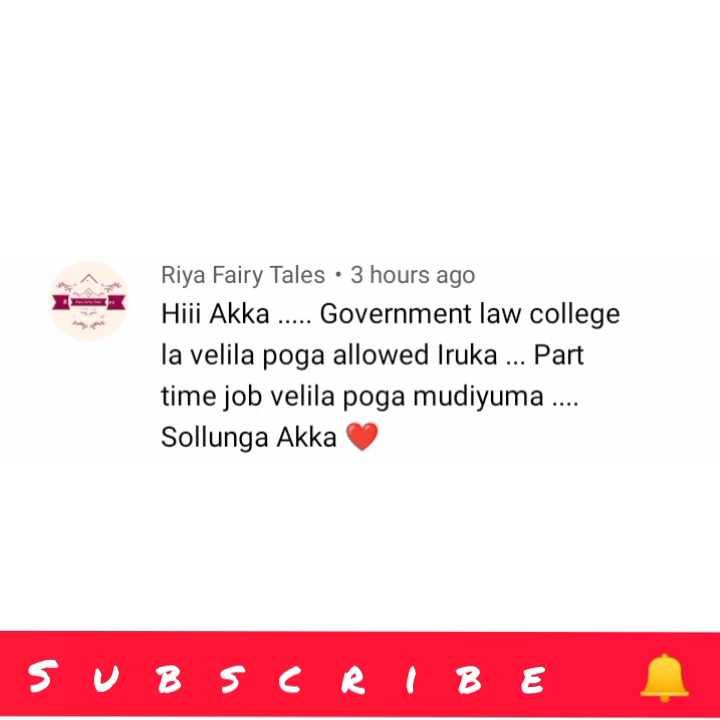 Riya Fairy Tales • 3 hours ago
Hiii Akka ..... Government law college
la velila poga allowed Iruka ... Part
time job velila poga mudiyuma ....
Sollunga Akka ❤️
SUBSCRIBE 🔔